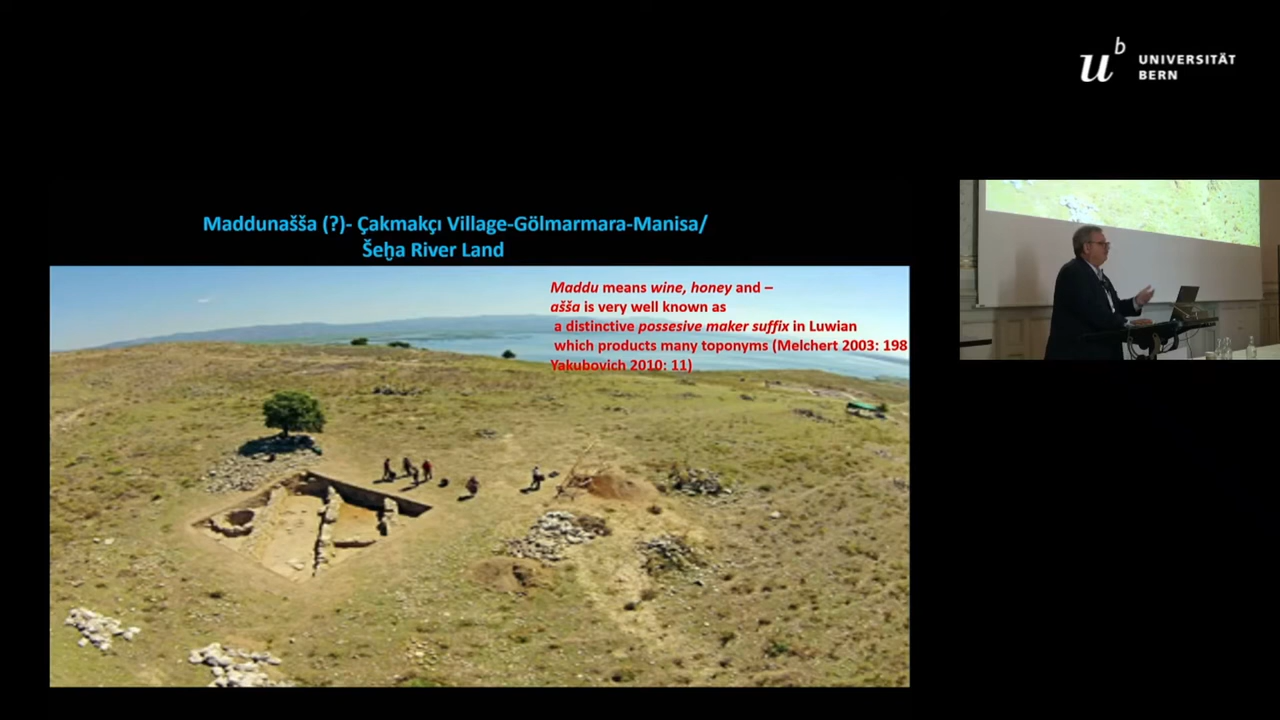 u
b
UNIVERSITÄT
BERN
Maddunašša (?)- Çakmakçı Village-Gölmarmara-Manisa/
Šeḫa River Land
Maddu means wine, honey and –
ašša is very well known as
a distinctive possesive maker suffix in Luwian
which products many toponyms (Melchert 2003: 198
Yakubovich 2010: 11)